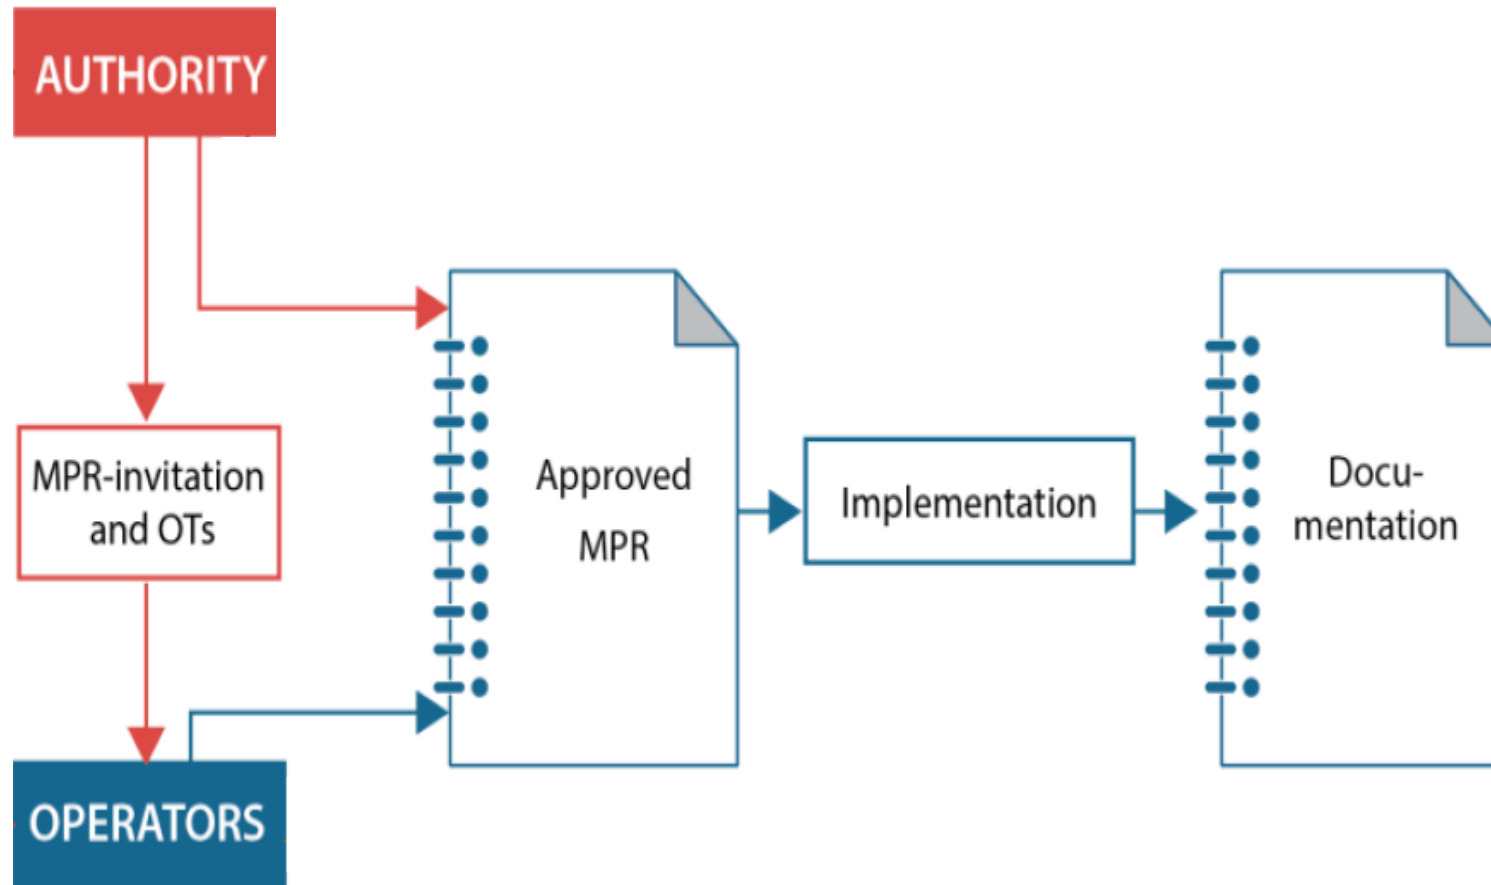 AUTHORITY
MPR-invitation
and OTs
OPERATORS
Approved
MPR
Implementation
Docu-
mentation